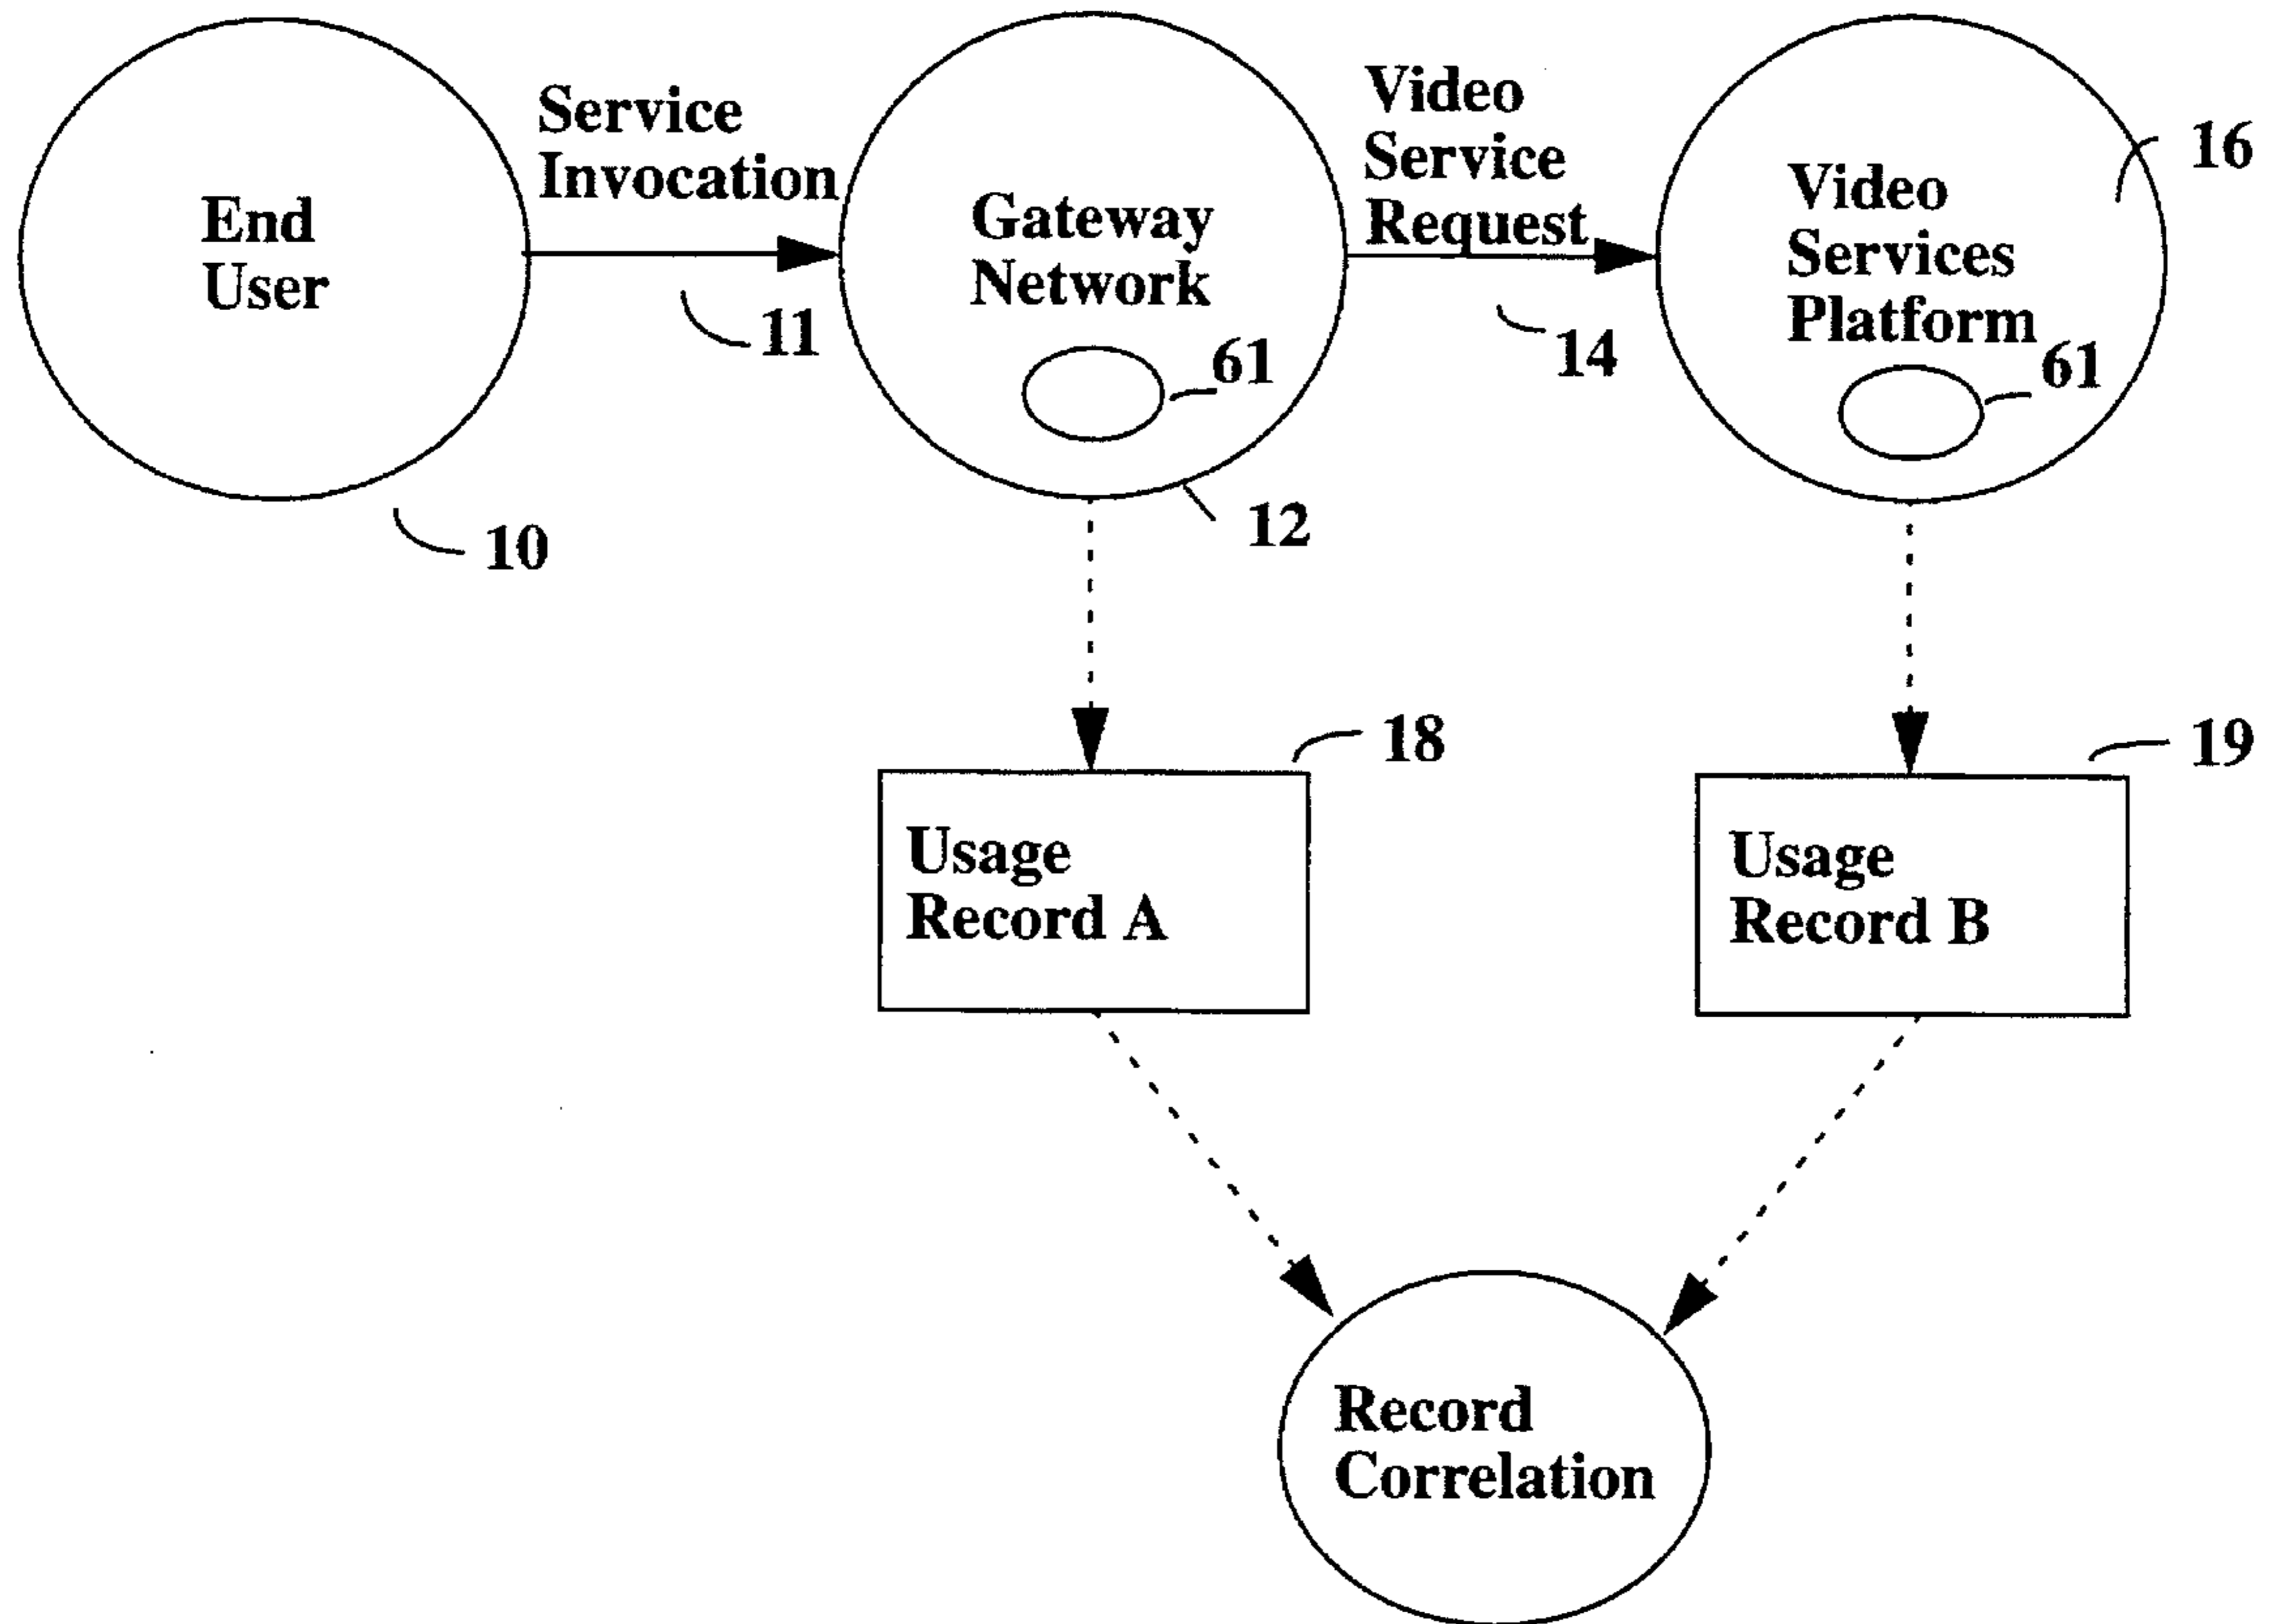 End
User
10
Service
Invocation
11
Gateway
Network
61
12
Video
Service
Request
14
Video
Services
Platform
61
16
Usage
Record A
18
Usage
Record B
19
Record
Correlation